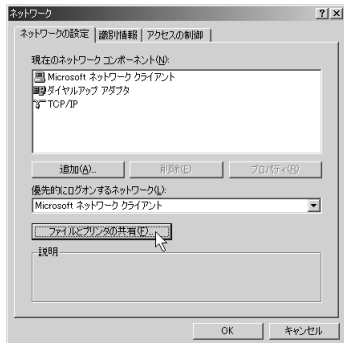 ネットワーク
ネットワークの設定 識別情報 アクセスの制御
現在のネットワーク コンポーネント(N):
Microsoft ネットワーク クライアント
ダイヤルアップ アダプタ
TCP/IP
追加(A)... 削除(E) プロパティ(R)
優先的にログオンするネットワーク(L):
Microsoft ネットワーク クライアント
ファイルとプリンタの共有(F)...
説明
OK キャンセル